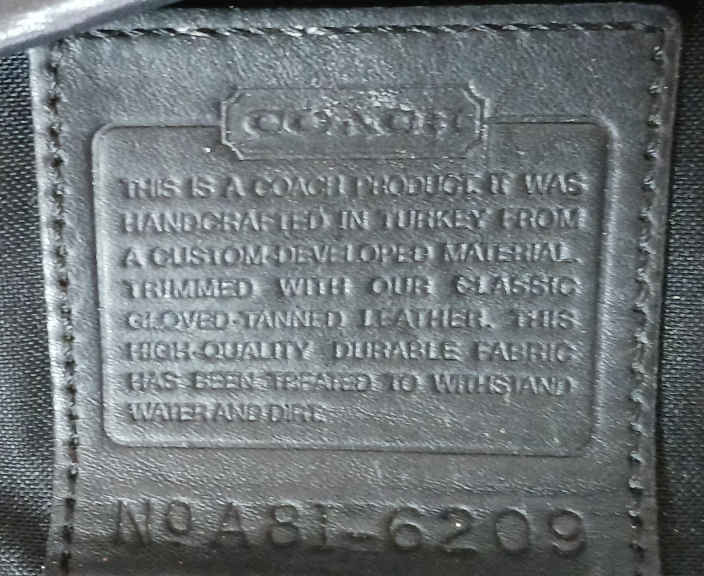 COACH
THIS IS A COACH PRODUCT. IT WAS
HANDCRAFTED IN TURKEY FROM
A CUSTOM-DEVELOPED MATERIAL,
TRIMMED WITH OUR CLASSIC
GLOVED-TANNED LEATHER. THIS
HIGH-QUALITY DURABLE FABRIC
HAS BEEN TREATED TO WITHSTAND
WATER AND DIRT.
NO A8I-6209